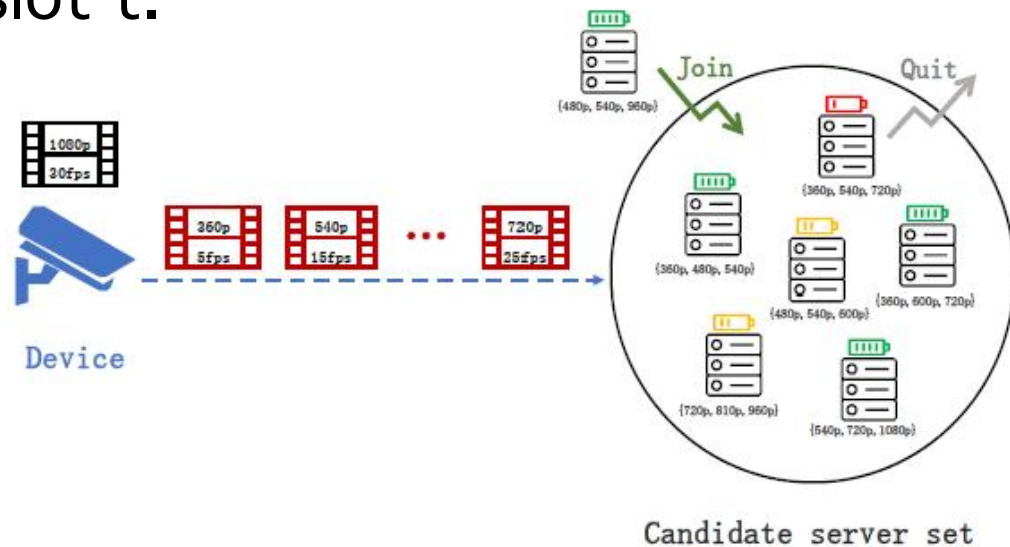 slot t.
{480p, 540p, 960p}
Join
Quit
1080p
30fps
{360p, 540p, 720p}
360p
5fps
540p
15fps
...
720p
25fps
{360p, 480p, 540p}
{480p, 540p, 600p}
{360p, 600p, 720p}
Device
{720p, 810p, 960p}
{540p, 720p, 1080p}
Candidate server set